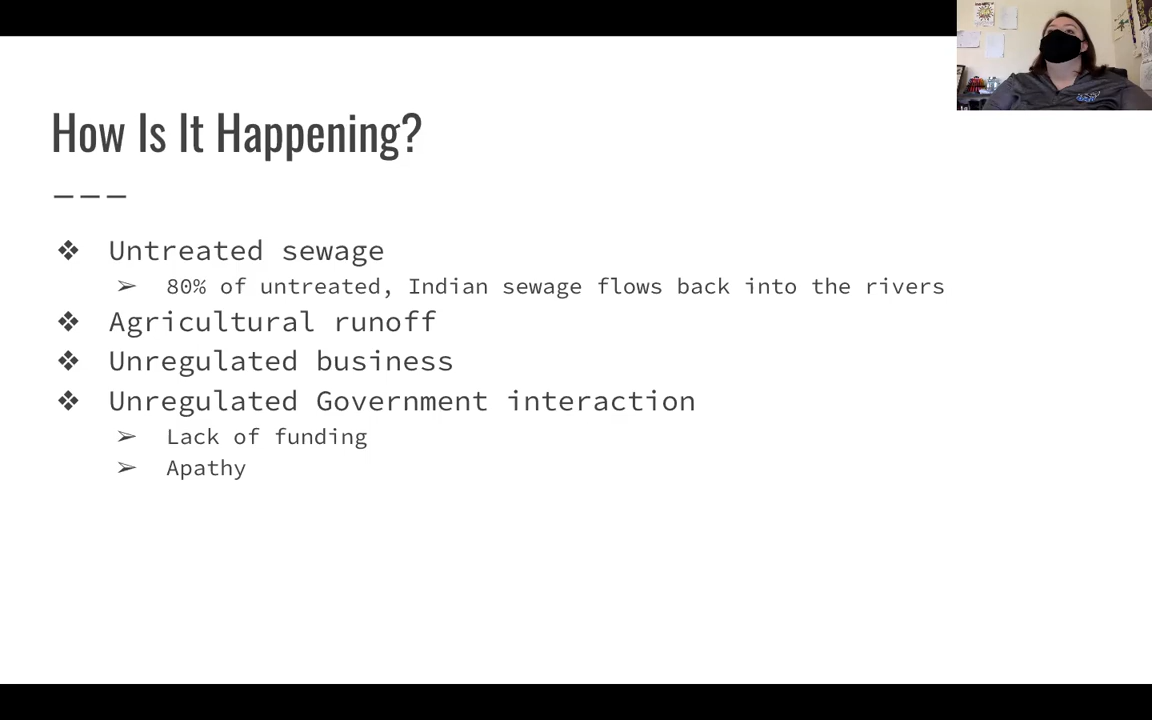 How Is It Happening?
❖ Untreated sewage
➢ 80% of untreated, Indian sewage flows back into the rivers
❖ Agricultural runoff
❖ Unregulated business
❖ Unregulated Government interaction
➢ Lack of funding
➢ Apathy